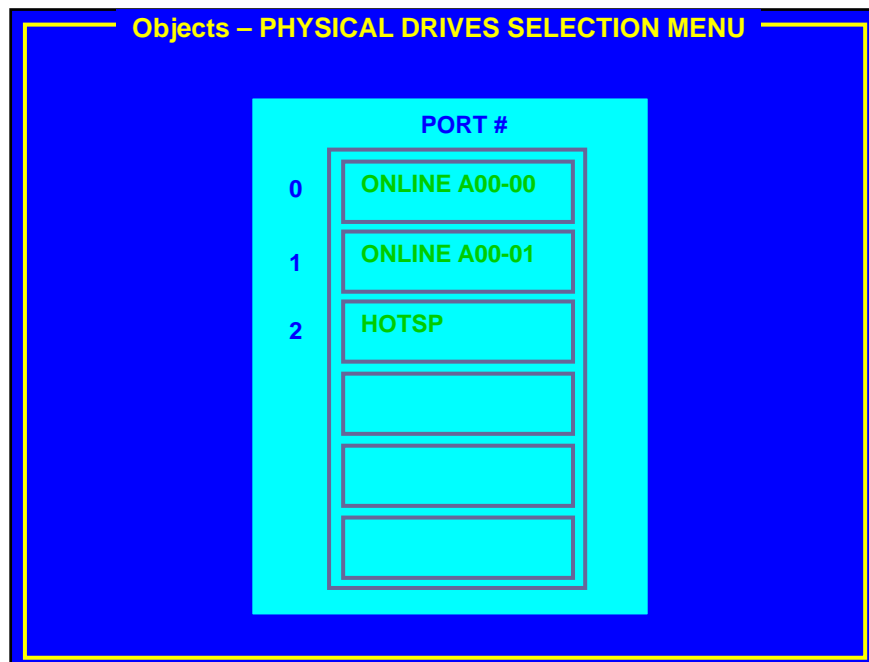 Objects – PHYSICAL DRIVES SELECTION MENU
PORT #
0 ONLINE A00-00
1 ONLINE A00-01
2 HOTSP